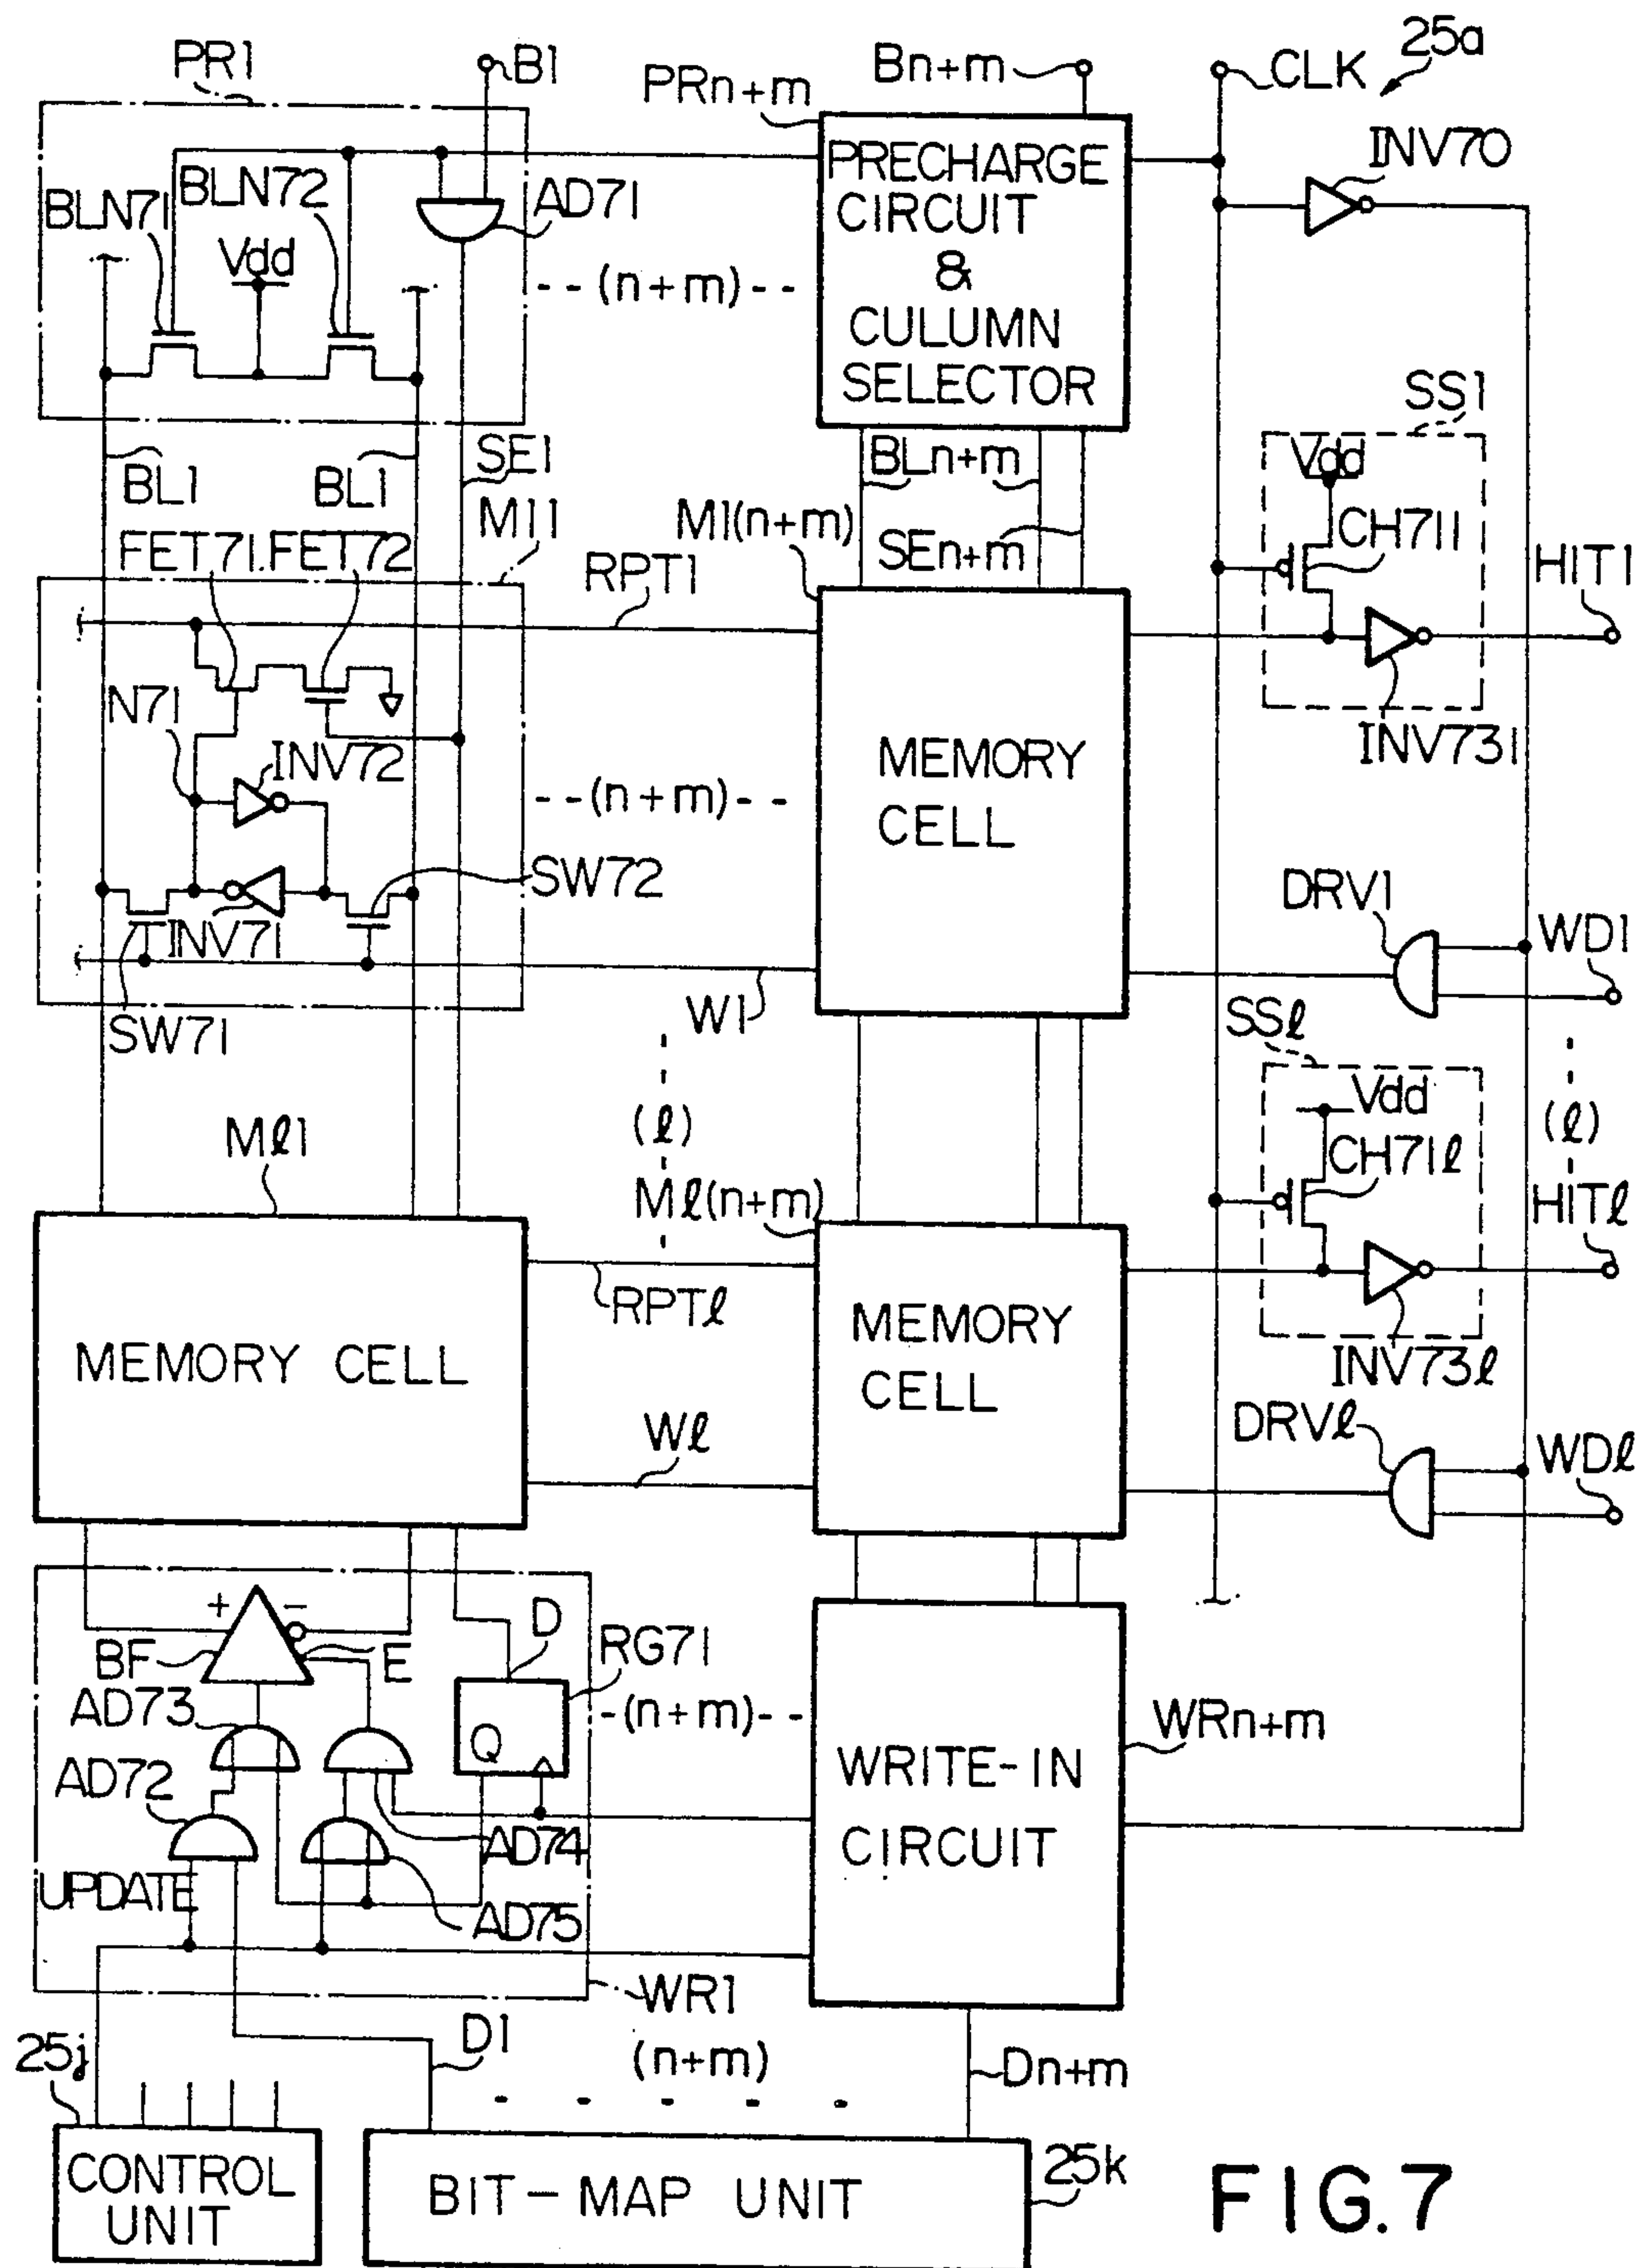 25a
PR1
B1
PRn+m
Bn+m
CLK
INV70
BLN71
BLN72
AD71
Vdd
--(n+m)--
PRECHARGE
CIRCUIT
&
CULUMN
SELECTOR
SS1
Vdd
BL1
BL1
SE1
M11
BLn+m
M1(n+m)
SEn+m
CH711
HIT1
FET71
FET72
RPT1
INV731
N71
INV72
--(n+m)--
MEMORY
CELL
SW72
INV71
DRV1
WD1
SW71
W1
SSℓ
Vdd
(ℓ)
(ℓ)
Mℓ1
Mℓ(n+m)
CH71ℓ
HITℓ
RPTℓ
INV73ℓ
MEMORY CELL
MEMORY
CELL
Wℓ
DRVℓ
WDℓ
+
-
BF
E
D
RG71
AD73
Q
-(n+m)--
WRn+m
AD72
WRITE-IN
CIRCUIT
AD74
UPDATE
AD75
WR1
D1
(n+m)
Dn+m
25j
CONTROL
UNIT
BIT-MAP UNIT
25k
FIG.7